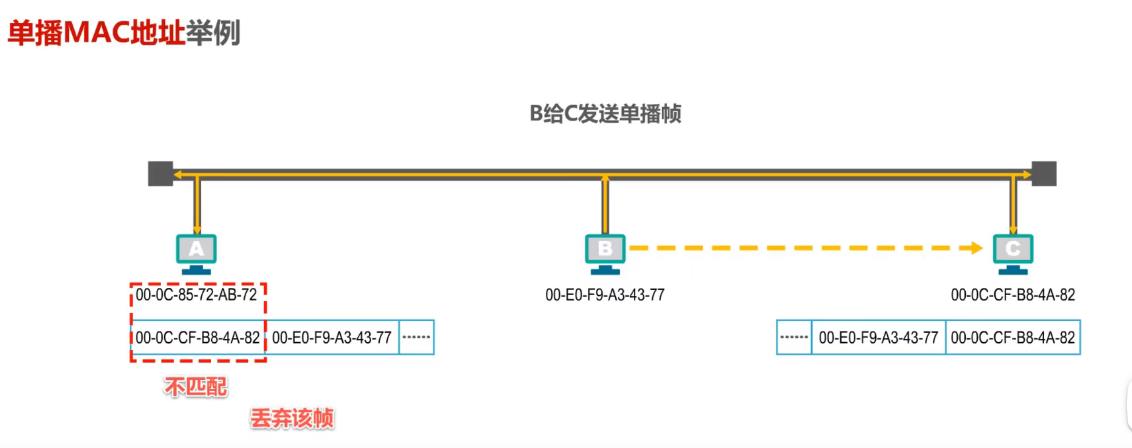 单播MAC地址举例
B给C发送单播帧
A
B
C
00-0C-85-72-AB-72
00-E0-F9-A3-43-77
00-0C-CF-B8-4A-82
00-0C-CF-B8-4A-82 00-E0-F9-A3-43-77 ······
······ 00-E0-F9-A3-43-77 00-0C-CF-B8-4A-82
不匹配
丢弃该帧